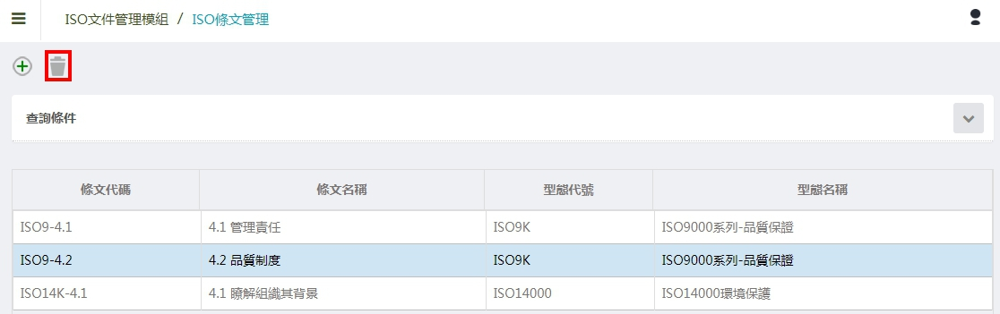 ISO文件管理模組 / ISO條文管理
查詢條件
條文代碼 條文名稱 型態代號 型態名稱
ISO9-4.1 4.1 管理責任 ISO9K ISO9000系列-品質保證
ISO9-4.2 4.2 品質制度 ISO9K ISO9000系列-品質保證
ISO14K-4.1 4.1 瞭解組織其背景 ISO14000 ISO14000環境保護